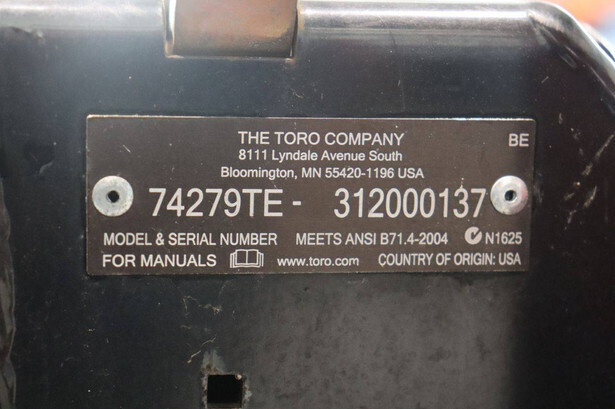 THE TORO COMPANY BE
8111 Lyndale Avenue South
Bloomington, MN 55420-1196 USA
74279TE - 312000137
MODEL & SERIAL NUMBER MEETS ANSI B71.4-2004 N1625
FOR MANUALS www.toro.com COUNTRY OF ORIGIN: USA